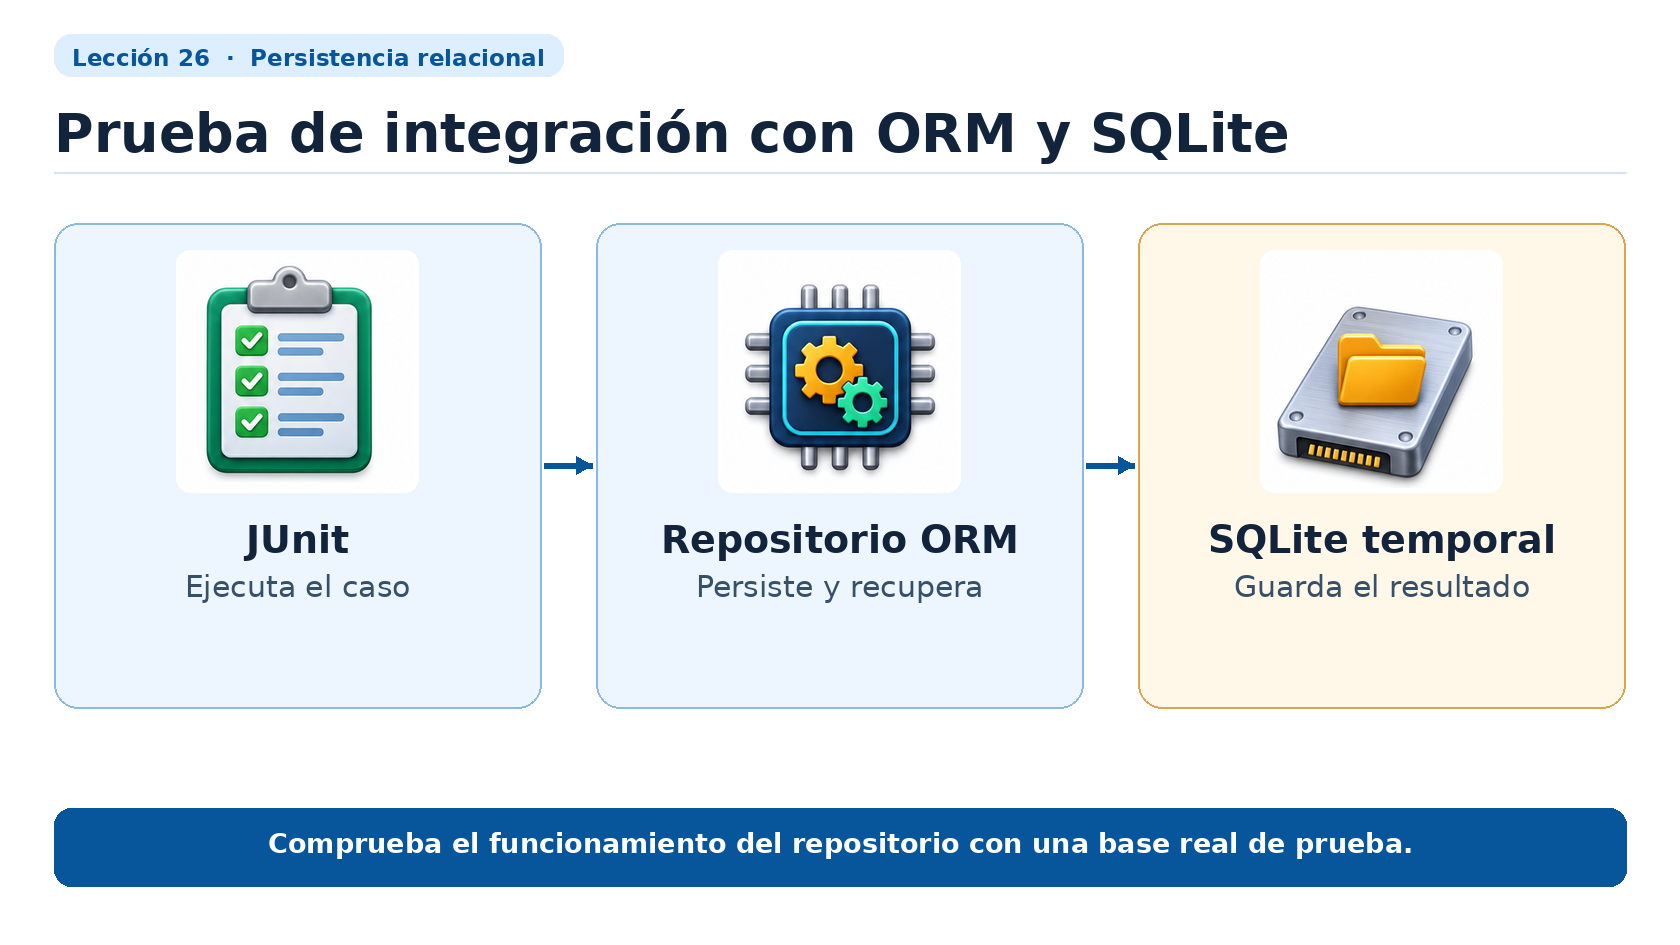 Lección 26 · Persistencia relacional
Prueba de integración con ORM y SQLite
JUnit
Ejecuta el caso
Repositorio ORM
Persiste y recupera
SQLite temporal
Guarda el resultado
Comprueba el funcionamiento del repositorio con una base real de prueba.